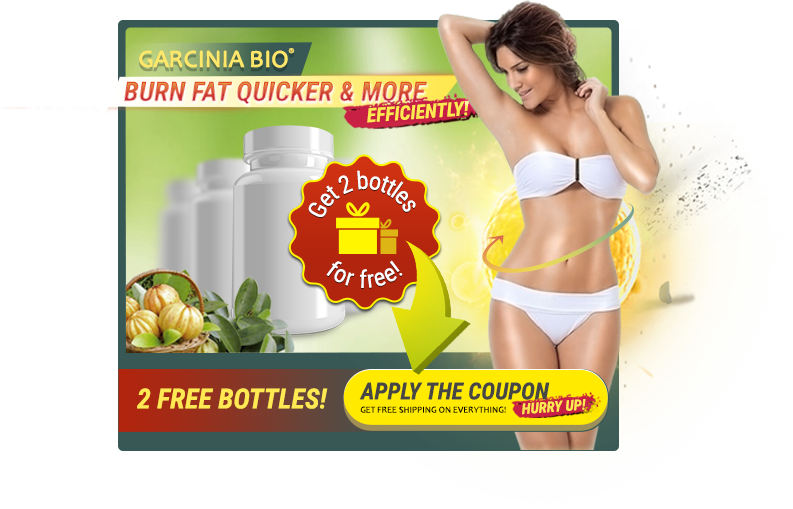 GARCINIA BIO®
BURN FAT QUICKER & MORE
EFFICIENTLY!
Get 2 bottles
for free!
2 FREE BOTTLES!
APPLY THE COUPON
GET FREE SHIPPING ON EVERYTHING!
HURRY UP!